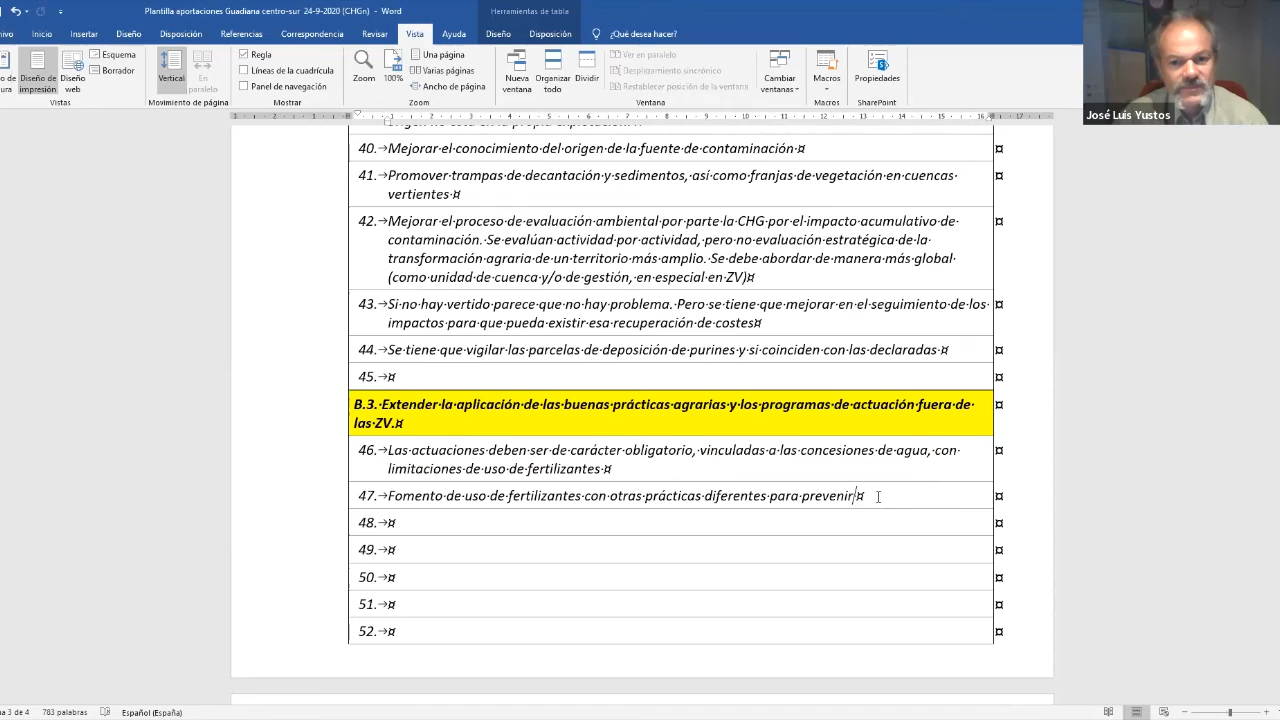 Plantilla aportaciones Guadiana centro-sur 24-9-2020 (CHGn) - Word
Herramientas de tabla
Inicio Insertar Diseño Disposición Referencias Correspondencia Revisar Vista Ayuda Diseño Disposición ¿Qué desea hacer?
Diseño de impresión
Diseño web
Esquema
Borrador
Vistas
Vertical
En paralelo
Movimiento de página
Regla
Líneas de la cuadrícula
Panel de navegación
Mostrar
Zoom
100%
Una página
Varias páginas
Ancho de página
Zoom
Nueva ventana
Organizar todo
Dividir
Ver en paralelo
Desplazamiento sincrónico
Restablecer posición de la ventana
Ventana
Cambiar ventanas
Macros
Macros
Propiedades
SharePoint
José Luis Yustos
40. Mejorar el conocimiento del origen de la fuente de contaminación
41. Promover trampas de decantación y sedimentos, así como franjas de vegetación en cuencas
vertientes
42. Mejorar el proceso de evaluación ambiental por parte la CHG por el impacto acumulativo de
contaminación. Se evalúan actividad por actividad, pero no evaluación estratégica de la
transformación agraria de un territorio más amplio. Se debe abordar de manera más global
(como unidad de cuenca y/o de gestión, en especial en ZV)
43. Si no hay vertido parece que no hay problema. Pero se tiene que mejorar en el seguimiento de los
impactos para que pueda existir esa recuperación de costes
44. Se tiene que vigilar las parcelas de deposición de purines y si coinciden con las declaradas
45.
B.3. Extender la aplicación de las buenas prácticas agrarias y los programas de actuación fuera de
las ZV.
46. Las actuaciones deben ser de carácter obligatorio, vinculadas a las concesiones de agua, con
limitaciones de uso de fertilizantes
47. Fomento de uso de fertilizantes con otras prácticas diferentes para prevenir
48.
49.
50.
51.
52.
3 de 4 783 palabras Español (España)